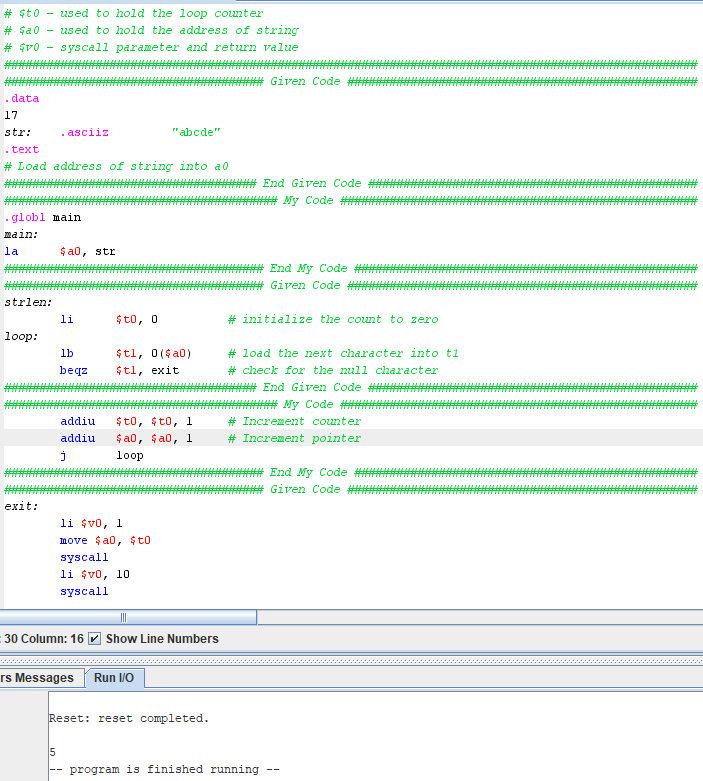 # $t0 - used to hold the loop counter
# $a0 - used to hold the address of string
# $v0 - syscall parameter and return value
###################################################################################################
##################################### Given Code ##################################################
.data
17
str: .asciiz "abcde"
.text
# Load address of string into a0
#################################### End Given Code ###############################################
####################################### My Code ###################################################
.globl main
main:
la $a0, str
##################################### End My Code #################################################
##################################### Given Code ##################################################
strlen:
li $t0, 0 # initialize the count to zero
loop:
lb $t1, 0($a0) # load the next character into t1
beqz $t1, exit # check for the null character
#################################### End Given Code ###############################################
####################################### My Code ###################################################
addiu $t0, $t0, 1 # Increment counter
addiu $a0, $a0, 1 # Increment pointer
j loop
##################################### End My Code #################################################
##################################### Given Code ##################################################
exit:
li $v0, 1
move $a0, $t0
syscall
li $v0, 10
syscall
: 30 Column: 16 Show Line Numbers
rs Messages Run I/O
Reset: reset completed.
5
-- program is finished running --